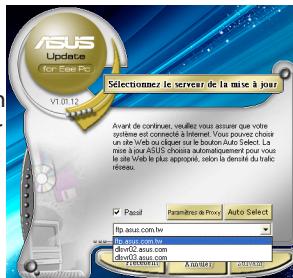 ASUS
Update
for Eee Pc
V1.01.12
Sélectionnez le serveur de la mise à jour
Avant de continuer, veuillez vous assurer que votre
système est connecté à Internet. Vous pouvez choisir
un site Web ou cliquer sur le bouton Auto Select. La
mise à jour ASUS choisira automatiquement pour vous
le site Web le plus approprié, selon la densité du trafic
réseau.
Passif
Paramètres de Proxy
Auto Select
ftp.asus.com.tw
ftp.asus.com.tw
dlsvr02.asus.com
dlsvr03.asus.com
Précédent
Annuler
Suivant